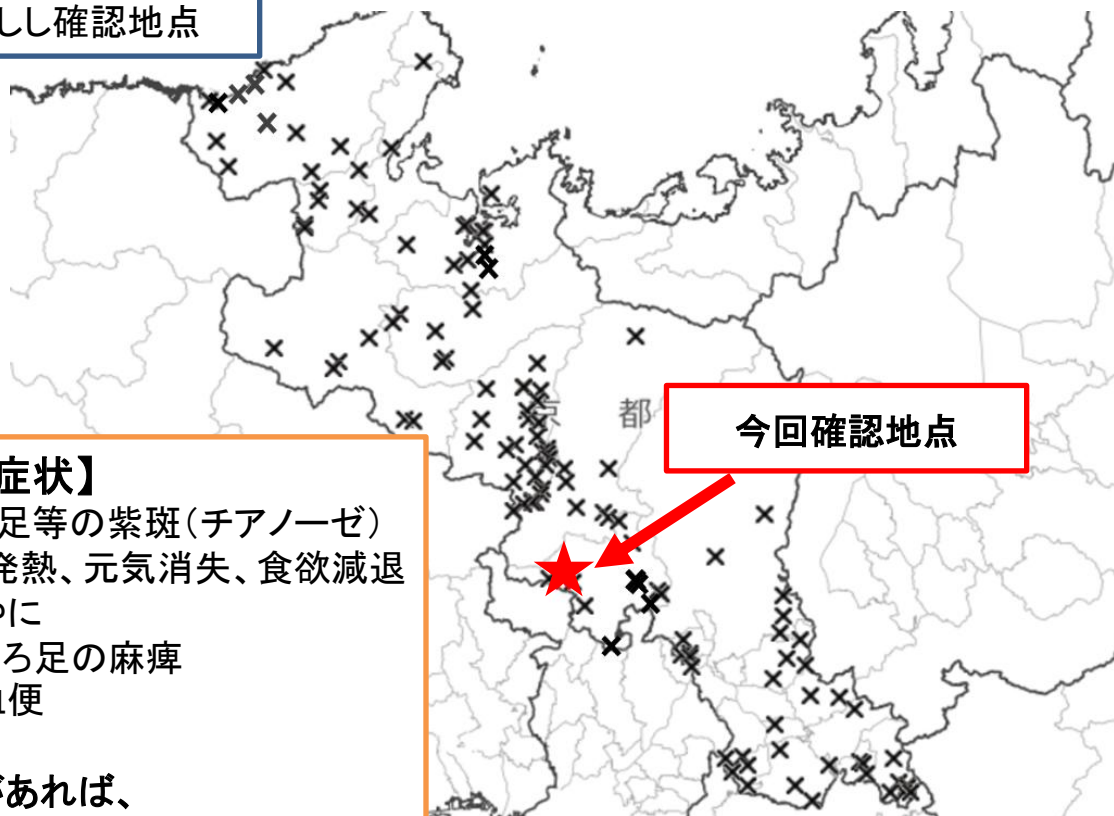 しし確認地点
京 都
今回確認地点
症状】
足等の紫斑(チアノーゼ)
発熱、元気消失、食欲減退
に
ろ足の麻痺
便
があれば、